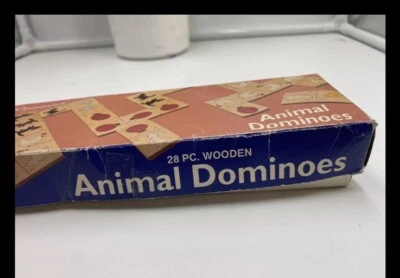 Animal
Dominoes
28 PC. WOODEN
Animal Dominoes